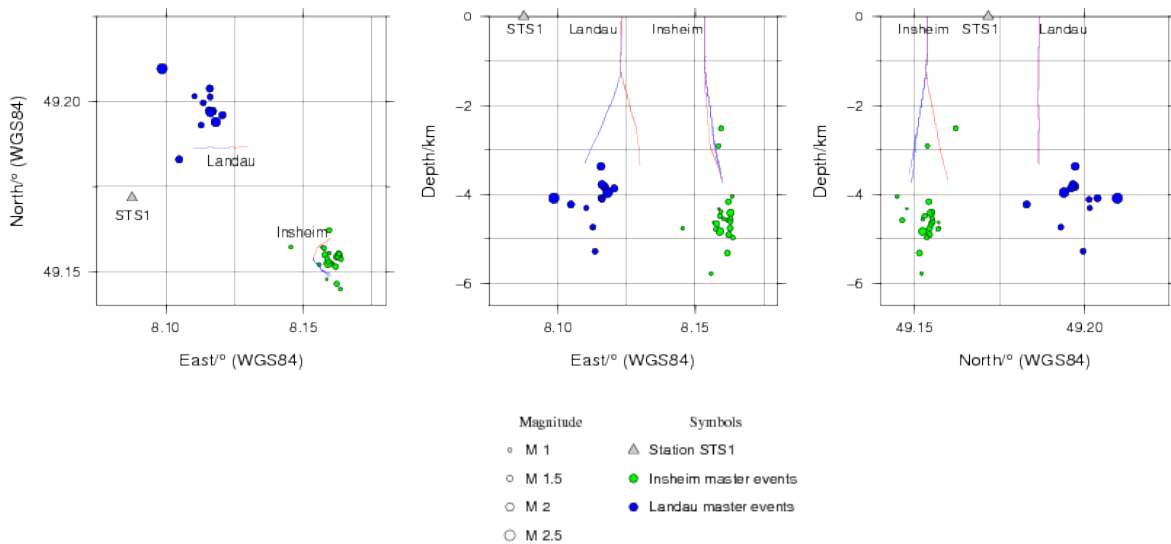 North/° (WGS84)
49.20
49.15
Landau
STS1
Insheim
8.10
8.15
East/° (WGS84)
Depth/km
0
−2
−4
−6
STS1
Landau
Insheim
8.10
8.15
East/° (WGS84)
Depth/km
0
−2
−4
−6
Insheim
STS1
Landau
49.15
49.20
North/° (WGS84)
Magnitude
M 1
M 1.5
M 2
M 2.5
Symbols
Station STS1
Insheim master events
Landau master events